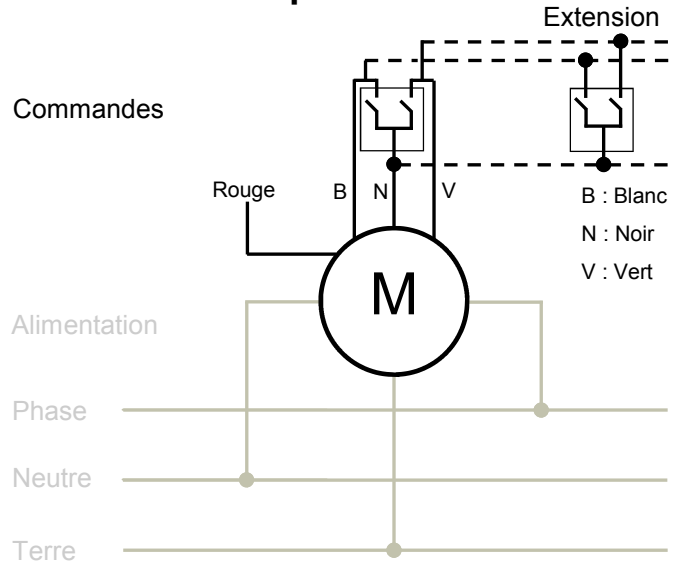 Extension
Commandes
Rouge
B
N
V
B : Blanc
N : Noir
V : Vert
M
Alimentation
Phase
Neutre
Terre